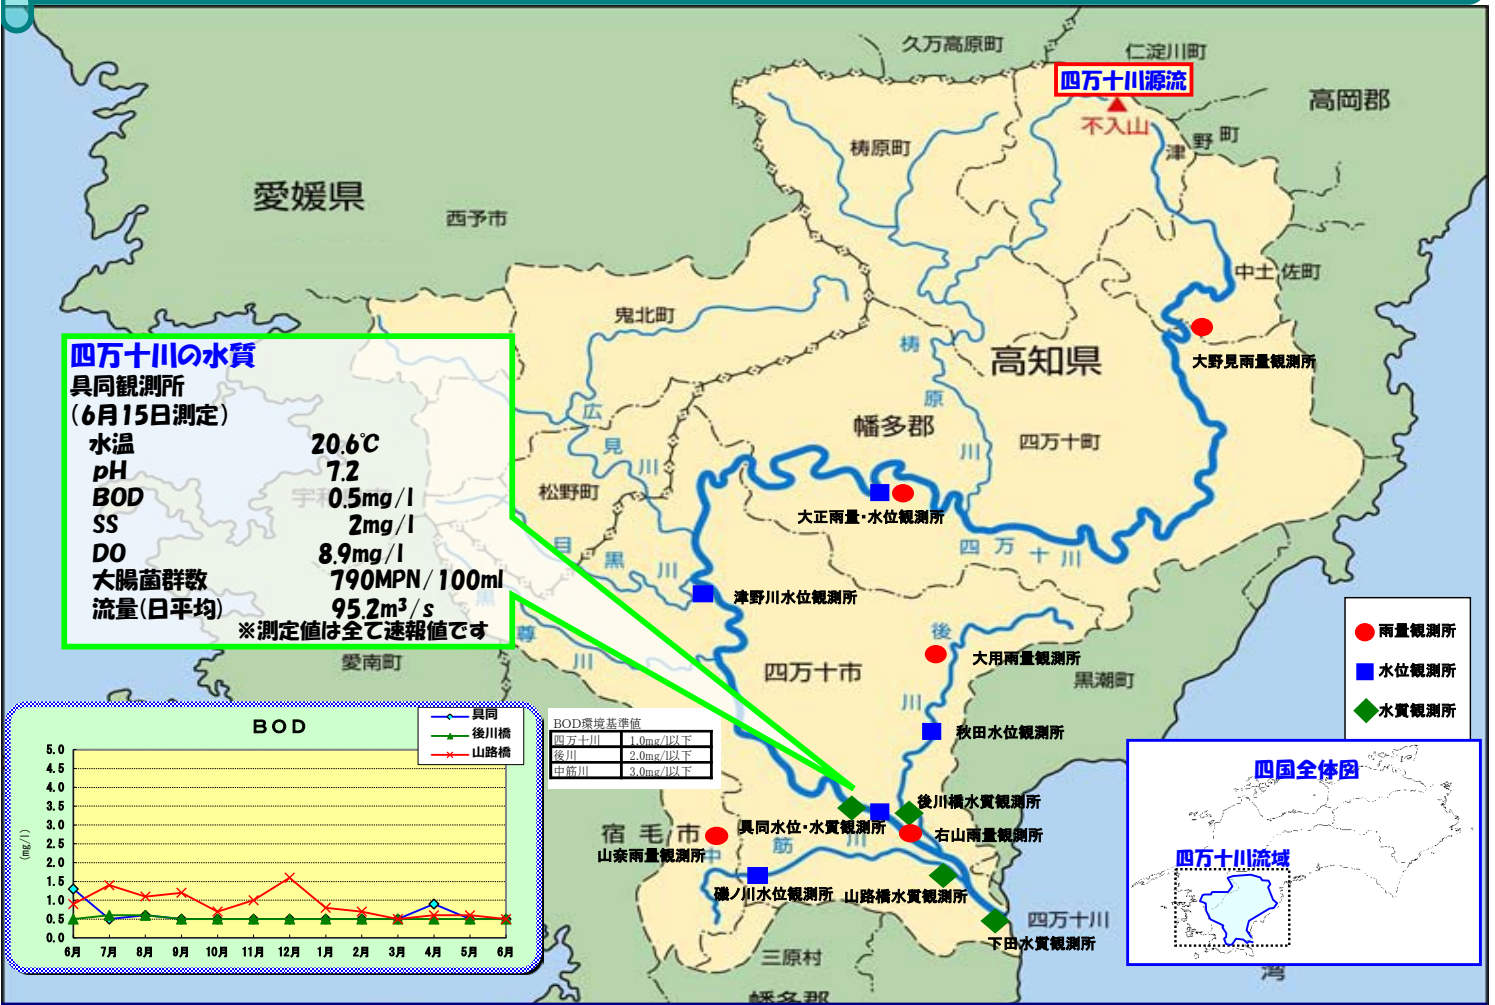 久万高原町
仁淀川町
四万十川源流
高岡郡
不入山
津野町
梼原町
愛媛県
西予市
中土佐町
鬼北町
大野見雨量観測所
高知県
梼原川
幡多郡
四万十町
広見川
松野町
大正雨量・水位観測所
四万十川
目黒川
津野川水位観測所
四万十川の水質
具同観測所
(6月15日測定)
水温 20.6℃
pH 7.2
BOD 0.5mg/l
SS 2mg/l
DO 8.9mg/l
大腸菌群数 790MPN/100ml
流量(日平均) 95.2m³/s
※測定値は全て速報値です
黒尊川
愛南町
後川
大用雨量観測所
四万十市
黒潮町
秋田水位観測所
雨量観測所
水位観測所
水質観測所
BOD
具同
後川橋
山路橋
(mg/l)
5.0
4.5
4.0
3.5
3.0
2.5
2.0
1.5
1.0
0.5
0.0
6月 7月 8月 9月 10月 11月 12月 1月 2月 3月 4月 5月 6月
BOD環境基準値
四万十川 1.0mg/l以下
後川 2.0mg/l以下
中筋川 3.0mg/l以下
後川橋水質観測所
具同水位・水質観測所
右山雨量観測所
宿毛市
山奈雨量観測所
中筋川
磯ノ川水位観測所
山路橋水質観測所
四万十川
下田水質観測所
三原村
幡多郡
四国全体図
四万十川流域
湾